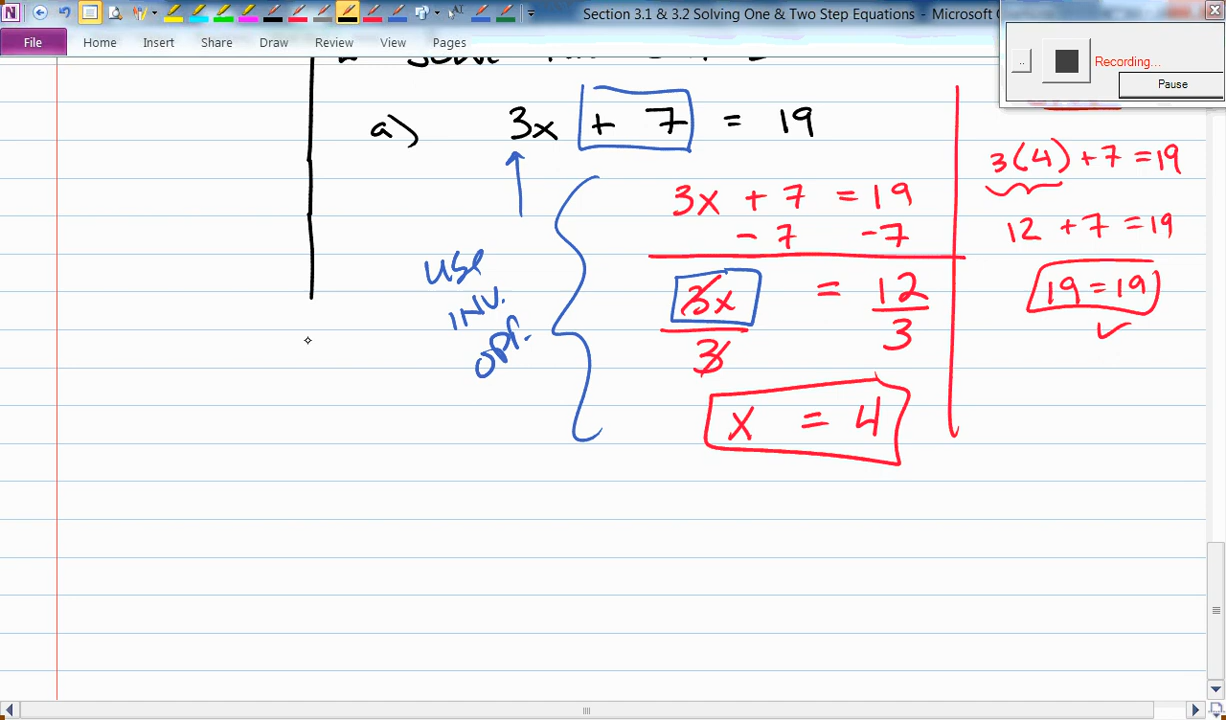 Section 3.1 & 3.2 Solving One & Two Step Equations - Microsoft
File Home Insert Share Draw Review View Pages
Recording...
Pause
a) 3x + 7 = 19
3x + 7 = 19
- 7 -7
3x = 12
3 3
x = 4
use
inv.
opp.
3(4) + 7 = 19
12 + 7 = 19
19 = 19 ✓